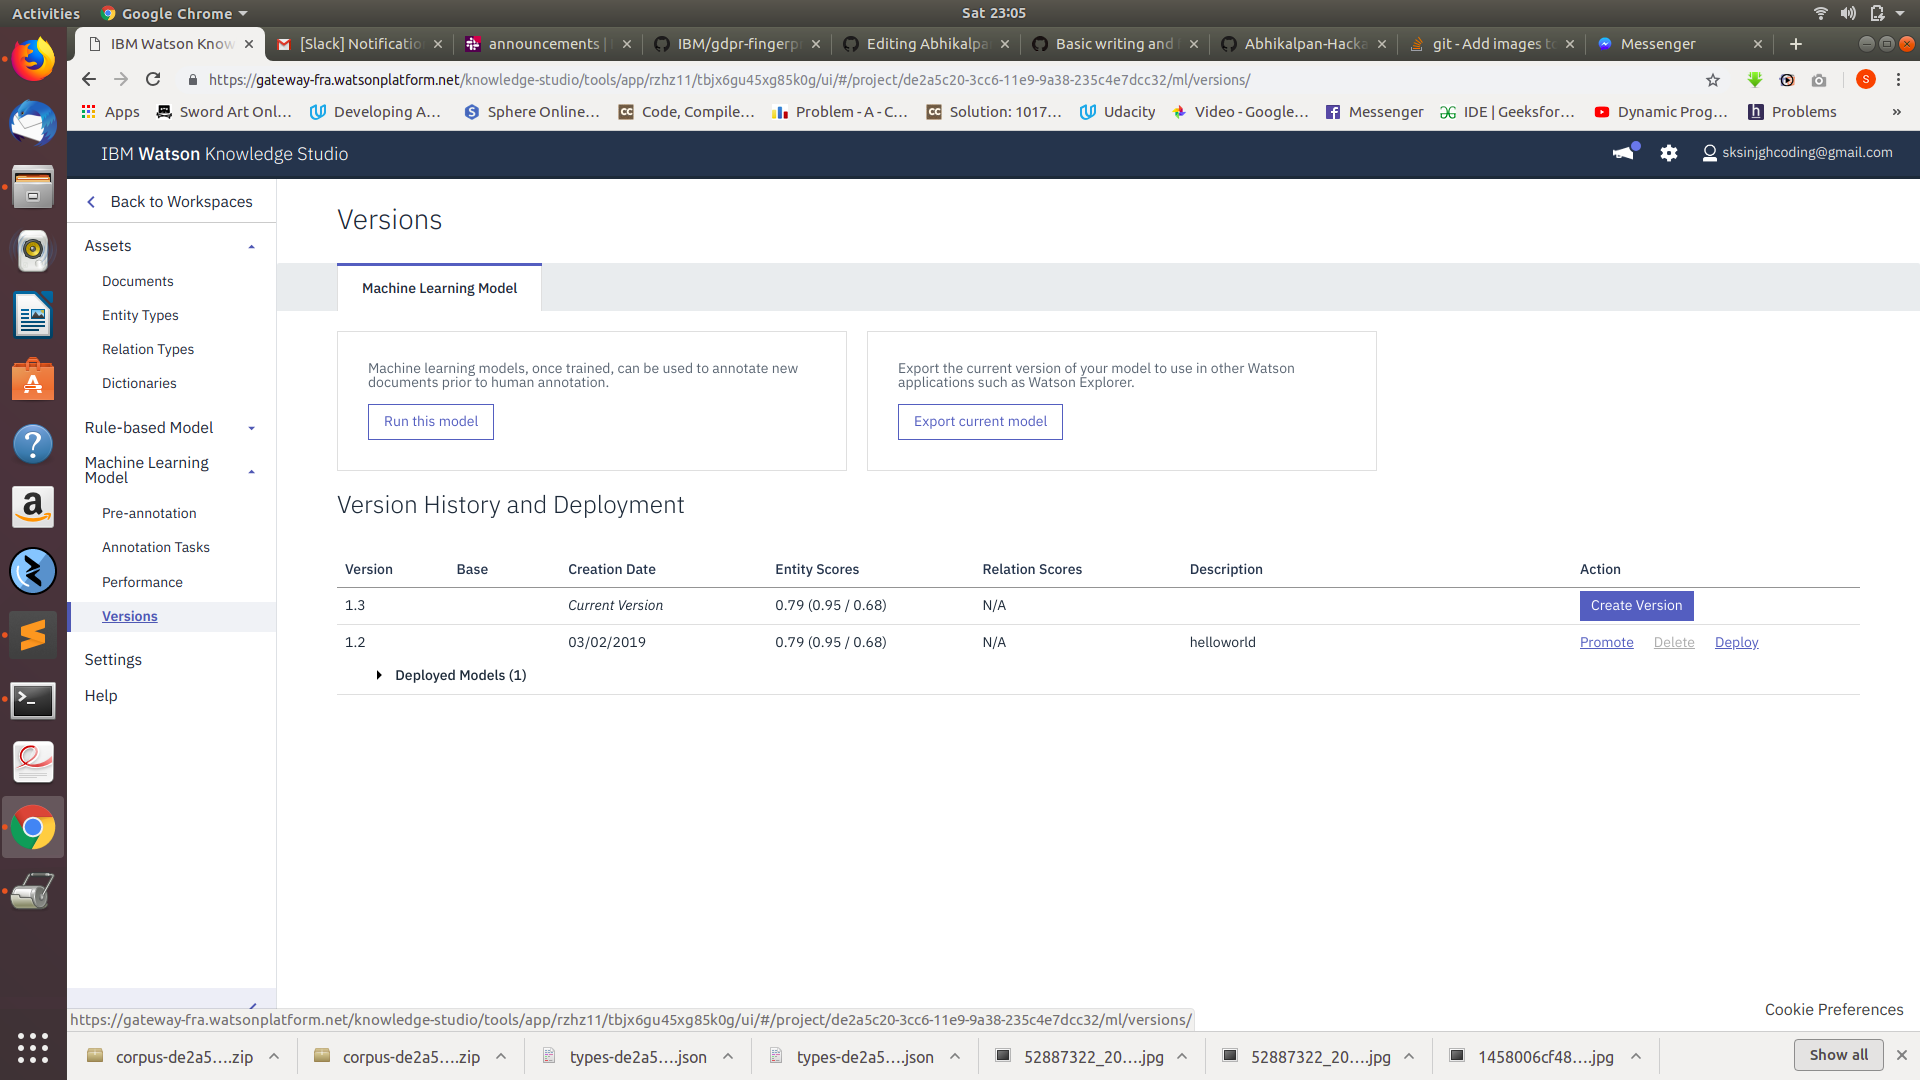 Activities Google Chrome Sat 23:05
IBM Watson Know [Slack] Notificatio announcements | IBM/gdpr-fingerp Editing Abhikalpa Basic writing and Abhikalpan-Hacka git - Add images to Messenger
https://gateway-fra.watsonplatform.net/knowledge-studio/tools/app/rzhz11/tbjx6gu45xg85k0g/ui/#/project/de2a5c20-3cc6-11e9-9a38-235c4e7dcc32/ml/versions/ S
Apps Sword Art Onl... Developing A... Sphere Online... Code, Compile... Problem - A - C... Solution: 1017... Udacity Video - Google... Messenger IDE | Geeksfor... Dynamic Prog... Problems »
IBM Watson Knowledge Studio sksinjghcoding@gmail.com
Back to Workspaces
Assets
Documents
Entity Types
Relation Types
Dictionaries
Rule-based Model
Machine Learning
Model
Pre-annotation
Annotation Tasks
Performance
Versions
Settings
Help
Versions
Machine Learning Model
Machine learning models, once trained, can be used to annotate new
documents prior to human annotation.
Run this model
Export the current version of your model to use in other Watson
applications such as Watson Explorer.
Export current model
Version History and Deployment
Version Base Creation Date Entity Scores Relation Scores Description Action
1.3 Current Version 0.79 (0.95 / 0.68) N/A Create Version
1.2 03/02/2019 0.79 (0.95 / 0.68) N/A helloworld Promote Delete Deploy
Deployed Models (1)
Cookie Preferences
https://gateway-fra.watsonplatform.net/knowledge-studio/tools/app/rzhz11/tbjx6gu45xg85k0g/ui/#/project/de2a5c20-3cc6-11e9-9a38-235c4e7dcc32/ml/versions/
corpus-de2a5....zip corpus-de2a5....zip types-de2a5....json types-de2a5....json 52887322_20....jpg 52887322_20....jpg 1458006cf48....jpg Show all